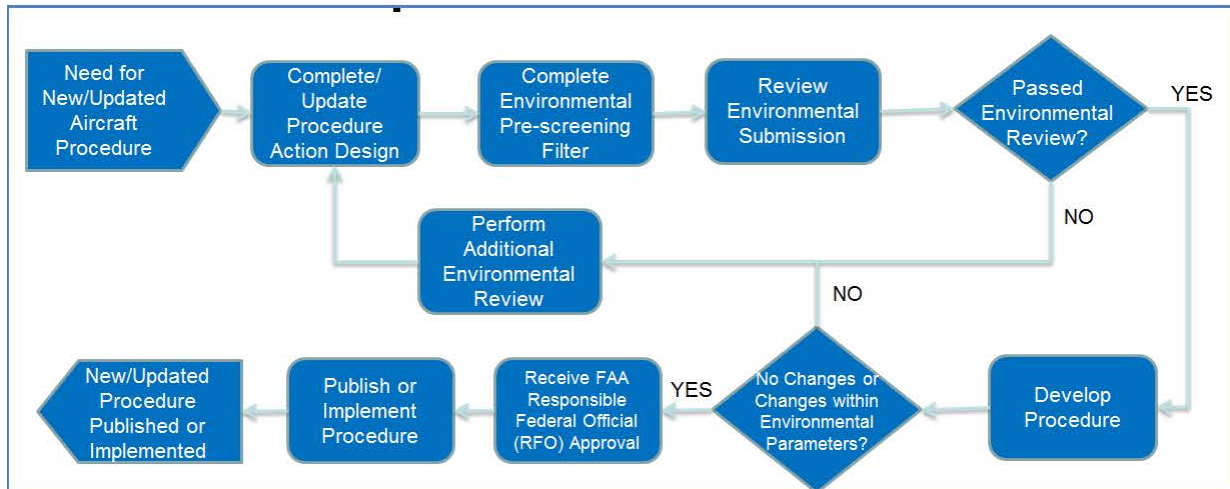 Need for
New/Updated
Aircraft
Procedure
Complete/
Update
Procedure
Action Design
Complete
Environmental
Pre-screening
Filter
Review
Environmental
Submission
Passed
Environmental
Review?
YES
NO
Perform
Additional
Environmental
Review
NO
New/Updated
Procedure
Published or
Implemented
Publish or
Implement
Procedure
Receive FAA
Responsible
Federal Official
(RFO) Approval
YES
No Changes or
Changes within
Environmental
Parameters?
Develop
Procedure